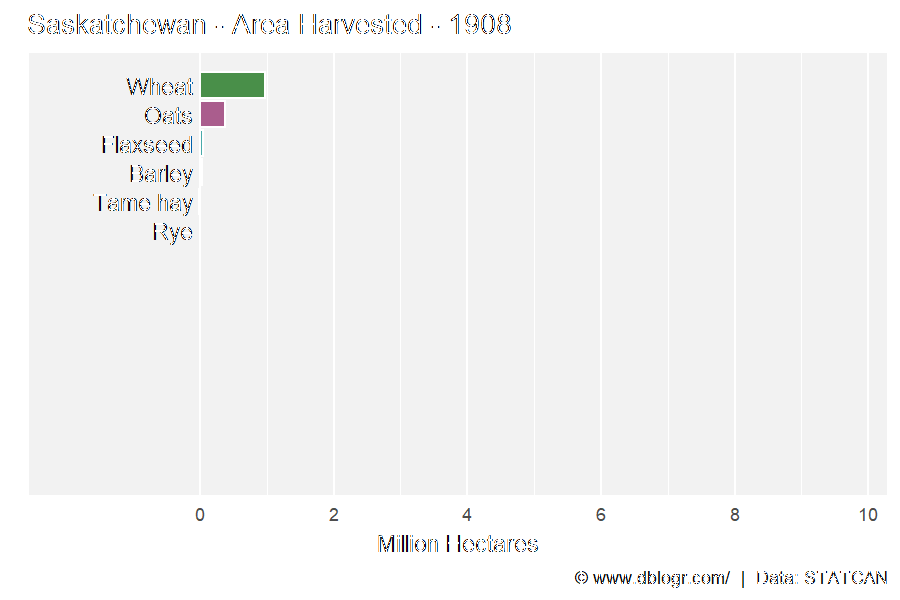 Saskatchewan - Area Harvested - 1908
Wheat
Oats
Flaxseed
Barley
Tame hay
Rye
0 2 4 6 8 10
Million Hectares
© www.dblogr.com/ | Data: STATCAN